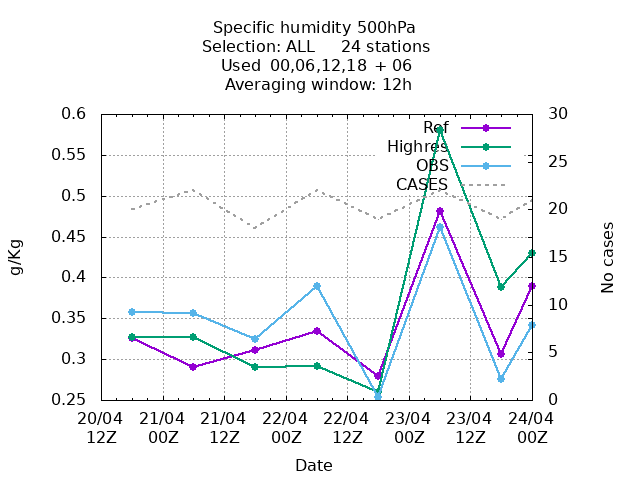 Specific humidity 500hPa
Selection: ALL     24 stations
Used  00,06,12,18  + 06
Averaging window: 12h
0.6
0.55
0.5
0.45
0.4
0.35
0.3
0.25
g/Kg
30
25
20
15
10
5
0
No cases
Ref
Highres
OBS
CASES
20/04 21/04 21/04 22/04 22/04 23/04 23/04 24/04
12Z 00Z 12Z 00Z 12Z 00Z 12Z 00Z
Date